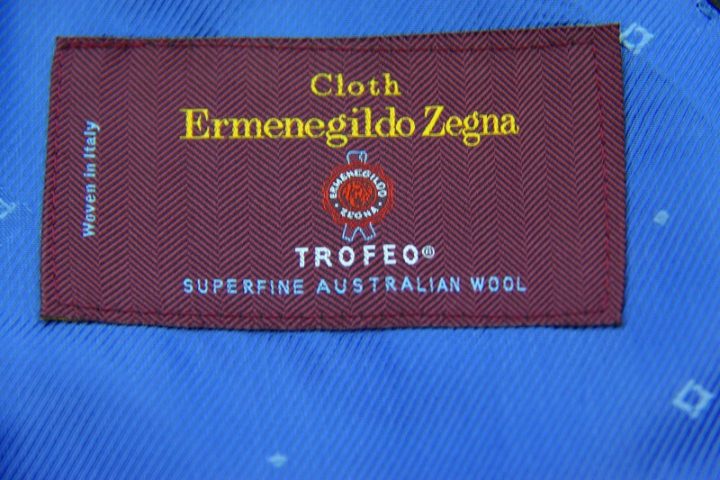 Cloth
Ermenegildo Zegna
Woven in Italy
ERMENEGILDO
ZEGNA
TROFEO®
SUPERFINE AUSTRALIAN WOOL